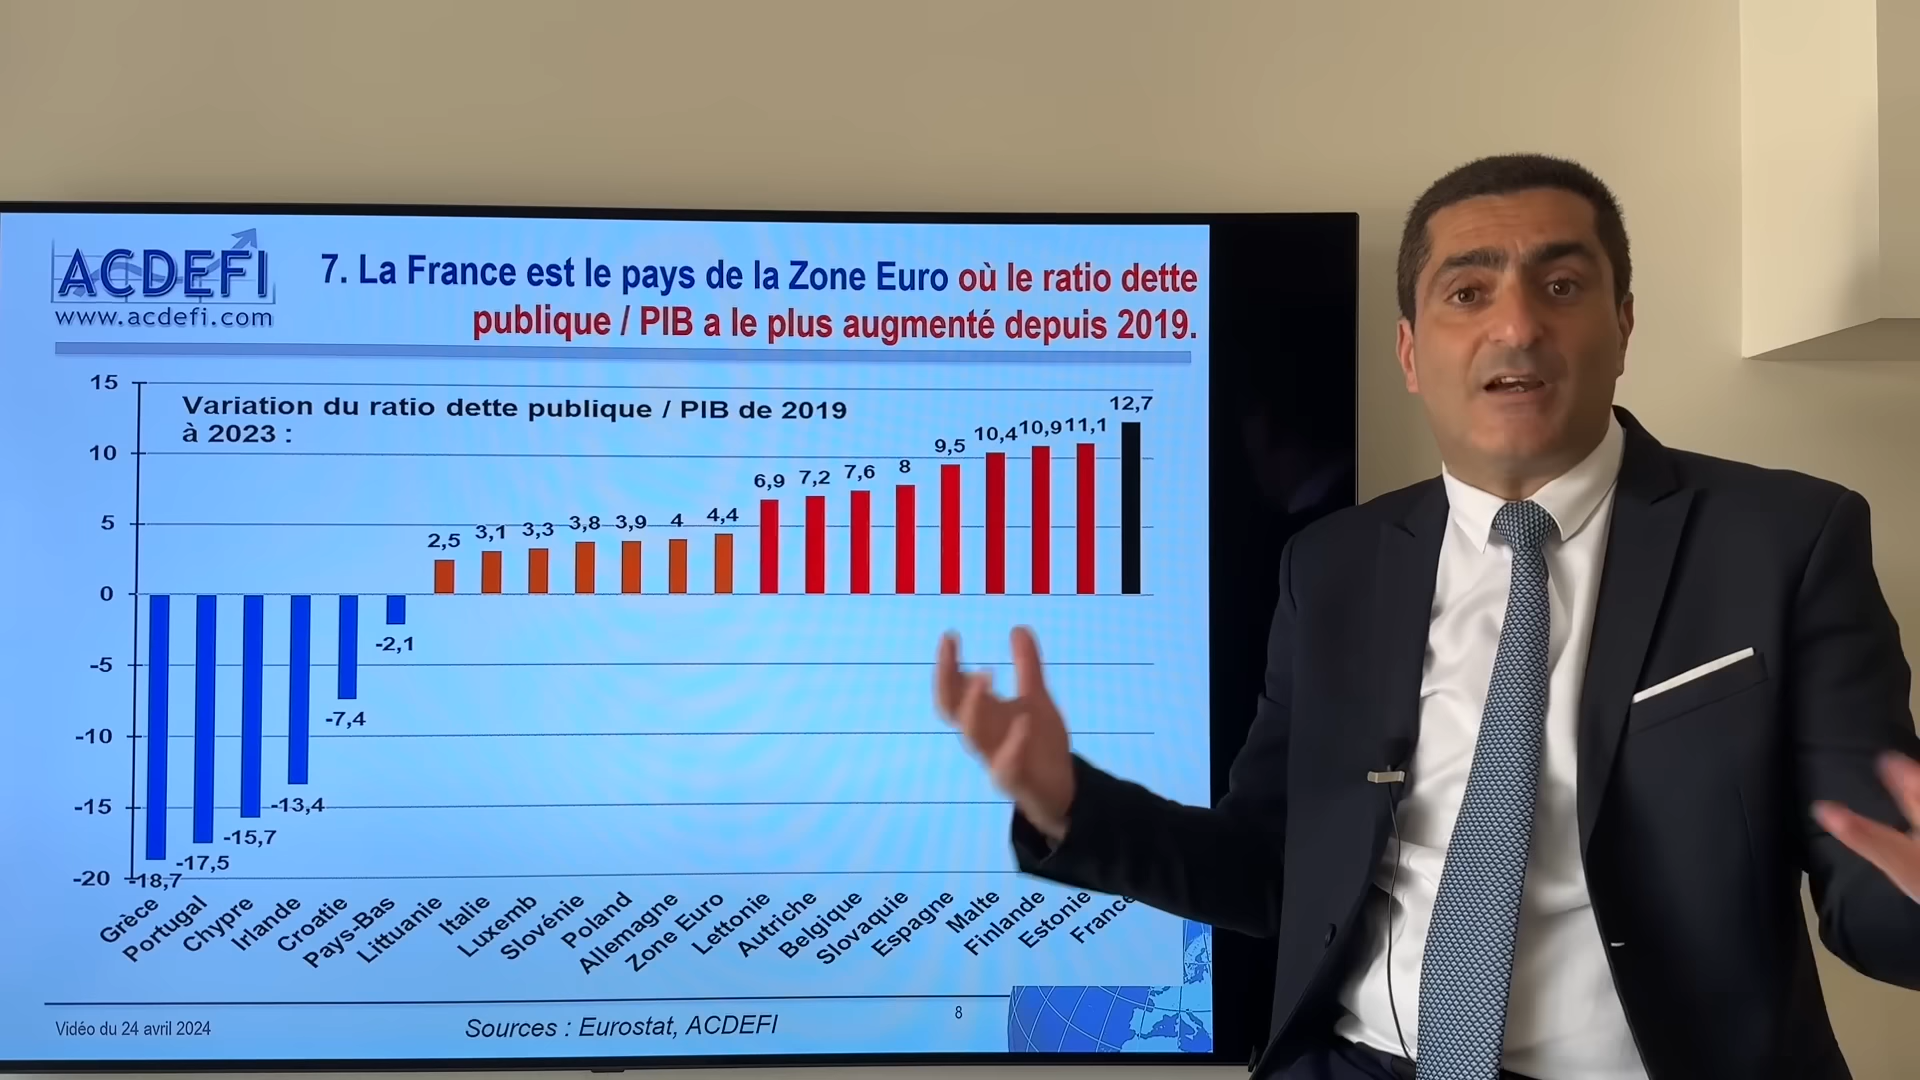 ACDEFI
www.acdefi.com
7. La France est le pays de la Zone Euro où le ratio dette
publique / PIB a le plus augmenté depuis 2019.
Variation du ratio dette publique / PIB de 2019
à 2023 :
15
10
5
0
-5
-10
-15
-20
-18,7
-17,5
-15,7
-13,4
-7,4
-2,1
2,5
3,1
3,3
3,8
3,9
4
4,4
6,9
7,2
7,6
8
9,5
10,4
10,9
11,1
12,7
Grèce
Portugal
Chypre
Irlande
Croatie
Pays-Bas
Littuanie
Italie
Luxemb
Slovénie
Poland
Allemagne
Zone Euro
Lettonie
Autriche
Belgique
Slovaquie
Espagne
Malte
Finlande
Estonie
France
Vidéo du 24 avril 2024
Sources : Eurostat, ACDEFI
8